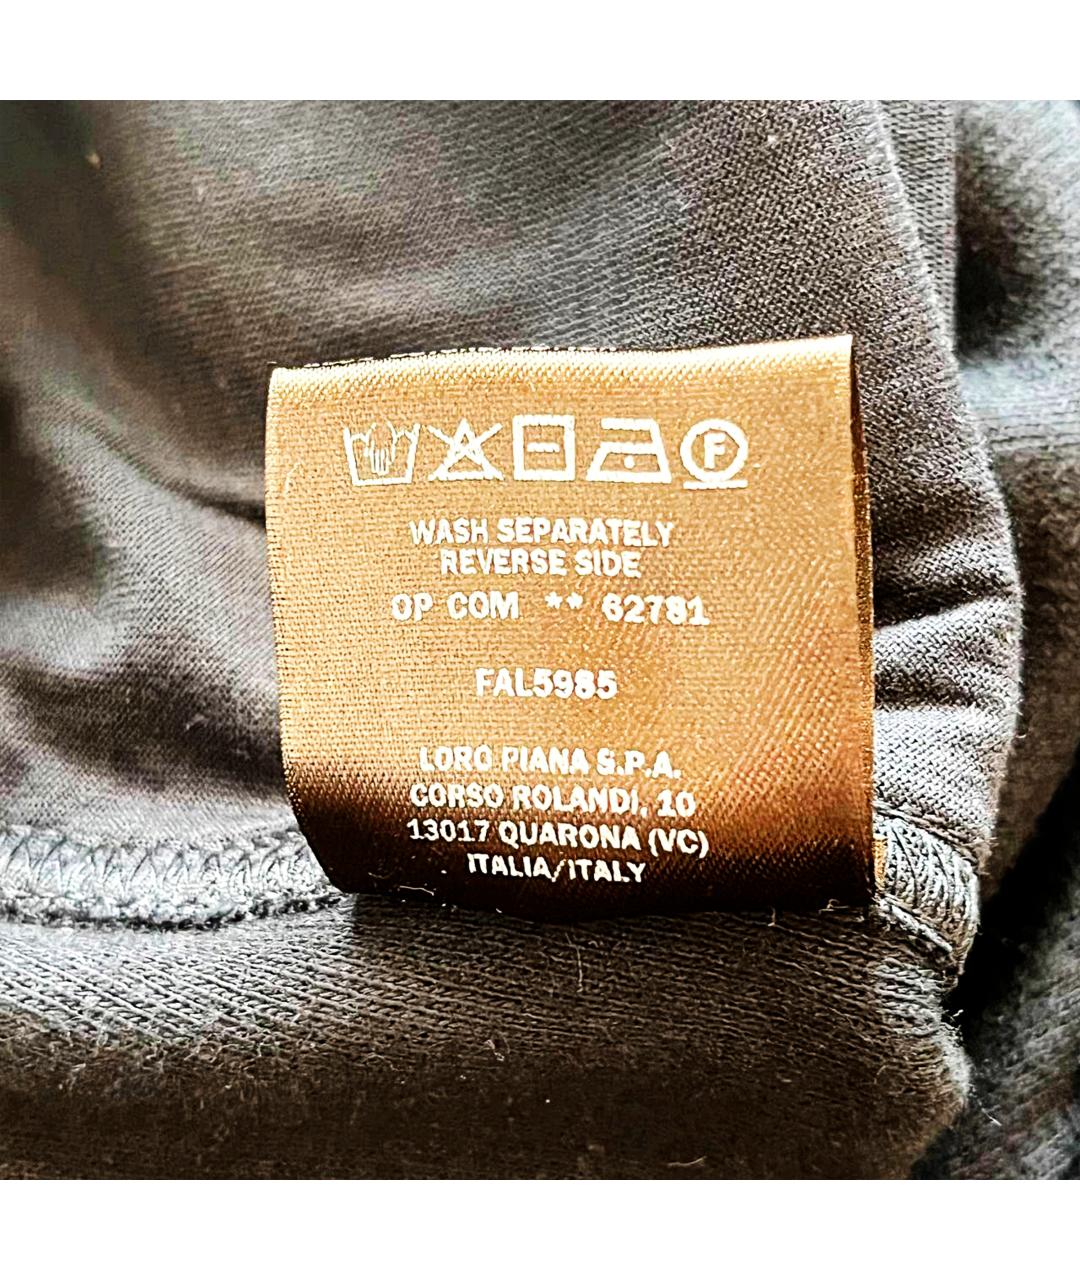 F
WASH SEPARATELY
REVERSE SIDE
OP COM ** 62781
FAL5985
LORO PIANA S.P.A.
CORSO ROLANDI, 10
13017 QUARONA (VC)
ITALIA/ITALY